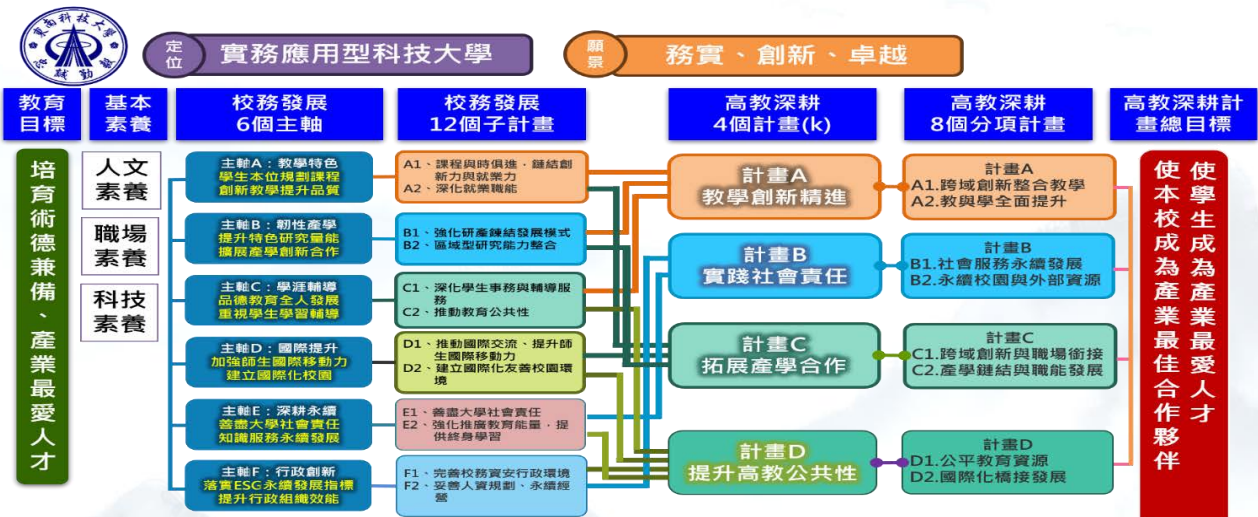 東南科技大學
定位
實務應用型科技大學
願景
務實、創新、卓越
教育
目標
基本
素養
校務發展
6個主軸
校務發展
12個子計畫
高教深耕
4個計畫(k)
高教深耕
8個分項計畫
高教深耕計
畫總目標
培育術德兼備、產業最愛人才
人文
素養
職場
素養
科技
素養
主軸A：教學特色
學生本位規劃課程
創新教學提升品質
主軸B：韌性產學
提升特色研究量能
擴展產學創新合作
主軸C：學涯輔導
品德教育全人發展
重視學生學習輔導
主軸D：國際提升
加強師生國際移動力
建立國際化校園
主軸E：深耕永續
善盡大學社會責任
知識服務永續發展
主軸F：行政創新
落實ESG永續發展指標
提升行政組織效能
A1、課程與時俱進，鏈結創
新力與就業力
A2、深化就業職能
B1、強化研產鏈結發展模式
B2、區域型研究能力整合
C1、深化學生事務與輔導服
務
C2、推動教育公共性
D1、推動國際交流、提升師
生國際移動力
D2、建立國際化友善校園環
境
E1、善盡大學社會責任
E2、強化推廣教育能量，提
供終身學習
F1、完善校務資安行政環境
F2、妥善人資規劃、永續經
營
計畫A
教學創新精進
計畫B
實踐社會責任
計畫C
拓展產學合作
計畫D
提升高教公共性
計畫A
A1.跨域創新整合教學
A2.教與學全面提升
計畫B
B1.社會服務永續發展
B2.永續校園與外部資源
計畫C
C1.跨域創新與職場銜接
C2.產學鏈結與職能發展
計畫D
D1.公平教育資源
D2.國際化橋接發展
使學生成為產業最愛人才
使本校成為產業最佳合作夥伴